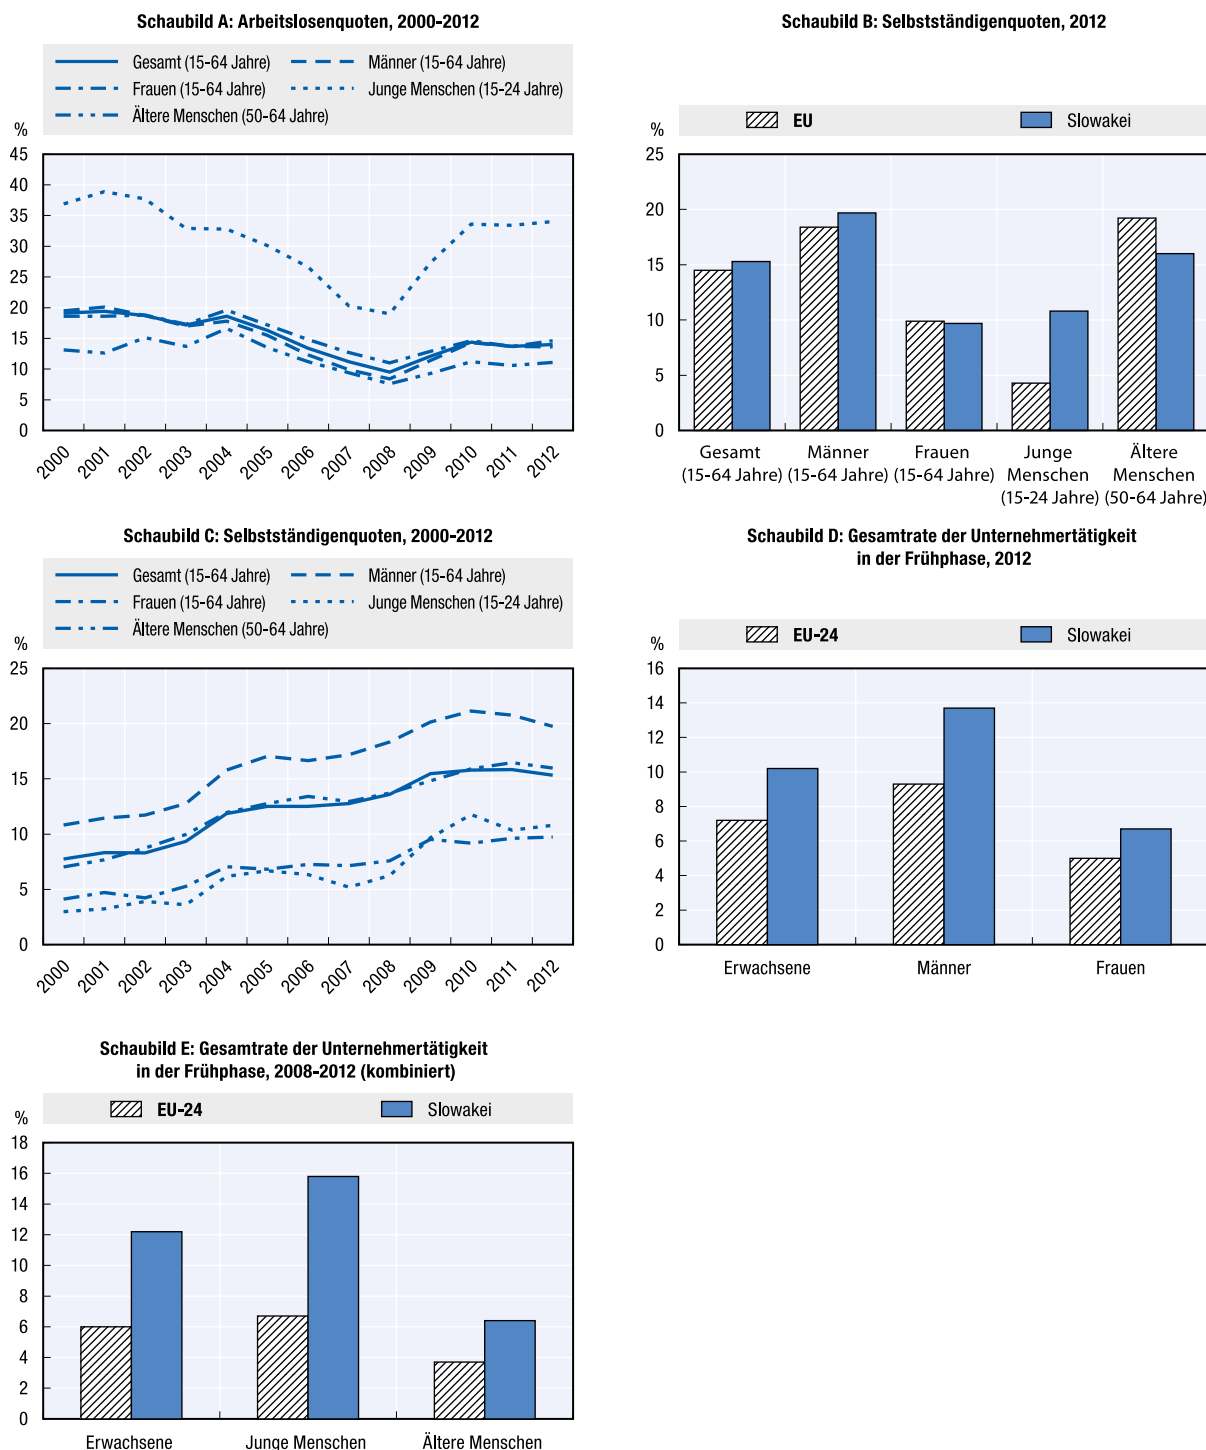 Schaubild A: Arbeitslosenquoten, 2000-2012
Gesamt (15-64 Jahre)
Männer (15-64 Jahre)
Frauen (15-64 Jahre)
Junge Menschen (15-24 Jahre)
Ältere Menschen (50-64 Jahre)
%
45
40
35
30
25
20
15
10
5
0
2000
2001
2002
2003
2004
2005
2006
2007
2008
2009
2010
2011
2012
Schaubild B: Selbstständigenquoten, 2012
EU
Slowakei
%
25
20
15
10
5
0
Gesamt
(15-64 Jahre)
Männer
(15-64 Jahre)
Frauen
(15-64 Jahre)
Junge
Menschen
(15-24 Jahre)
Ältere
Menschen
(50-64 Jahre)
Schaubild C: Selbstständigenquoten, 2000-2012
Gesamt (15-64 Jahre)
Männer (15-64 Jahre)
Frauen (15-64 Jahre)
Junge Menschen (15-24 Jahre)
Ältere Menschen (50-64 Jahre)
%
25
20
15
10
5
0
2000
2001
2002
2003
2004
2005
2006
2007
2008
2009
2010
2011
2012
Schaubild D: Gesamtrate der Unternehmertätigkeit
in der Frühphase, 2012
EU-24
Slowakei
%
16
14
12
10
8
6
4
2
0
Erwachsene
Männer
Frauen
Schaubild E: Gesamtrate der Unternehmertätigkeit
in der Frühphase, 2008-2012 (kombiniert)
EU-24
Slowakei
%
18
16
14
12
10
8
6
4
2
0
Erwachsene
Junge Menschen
Ältere Menschen